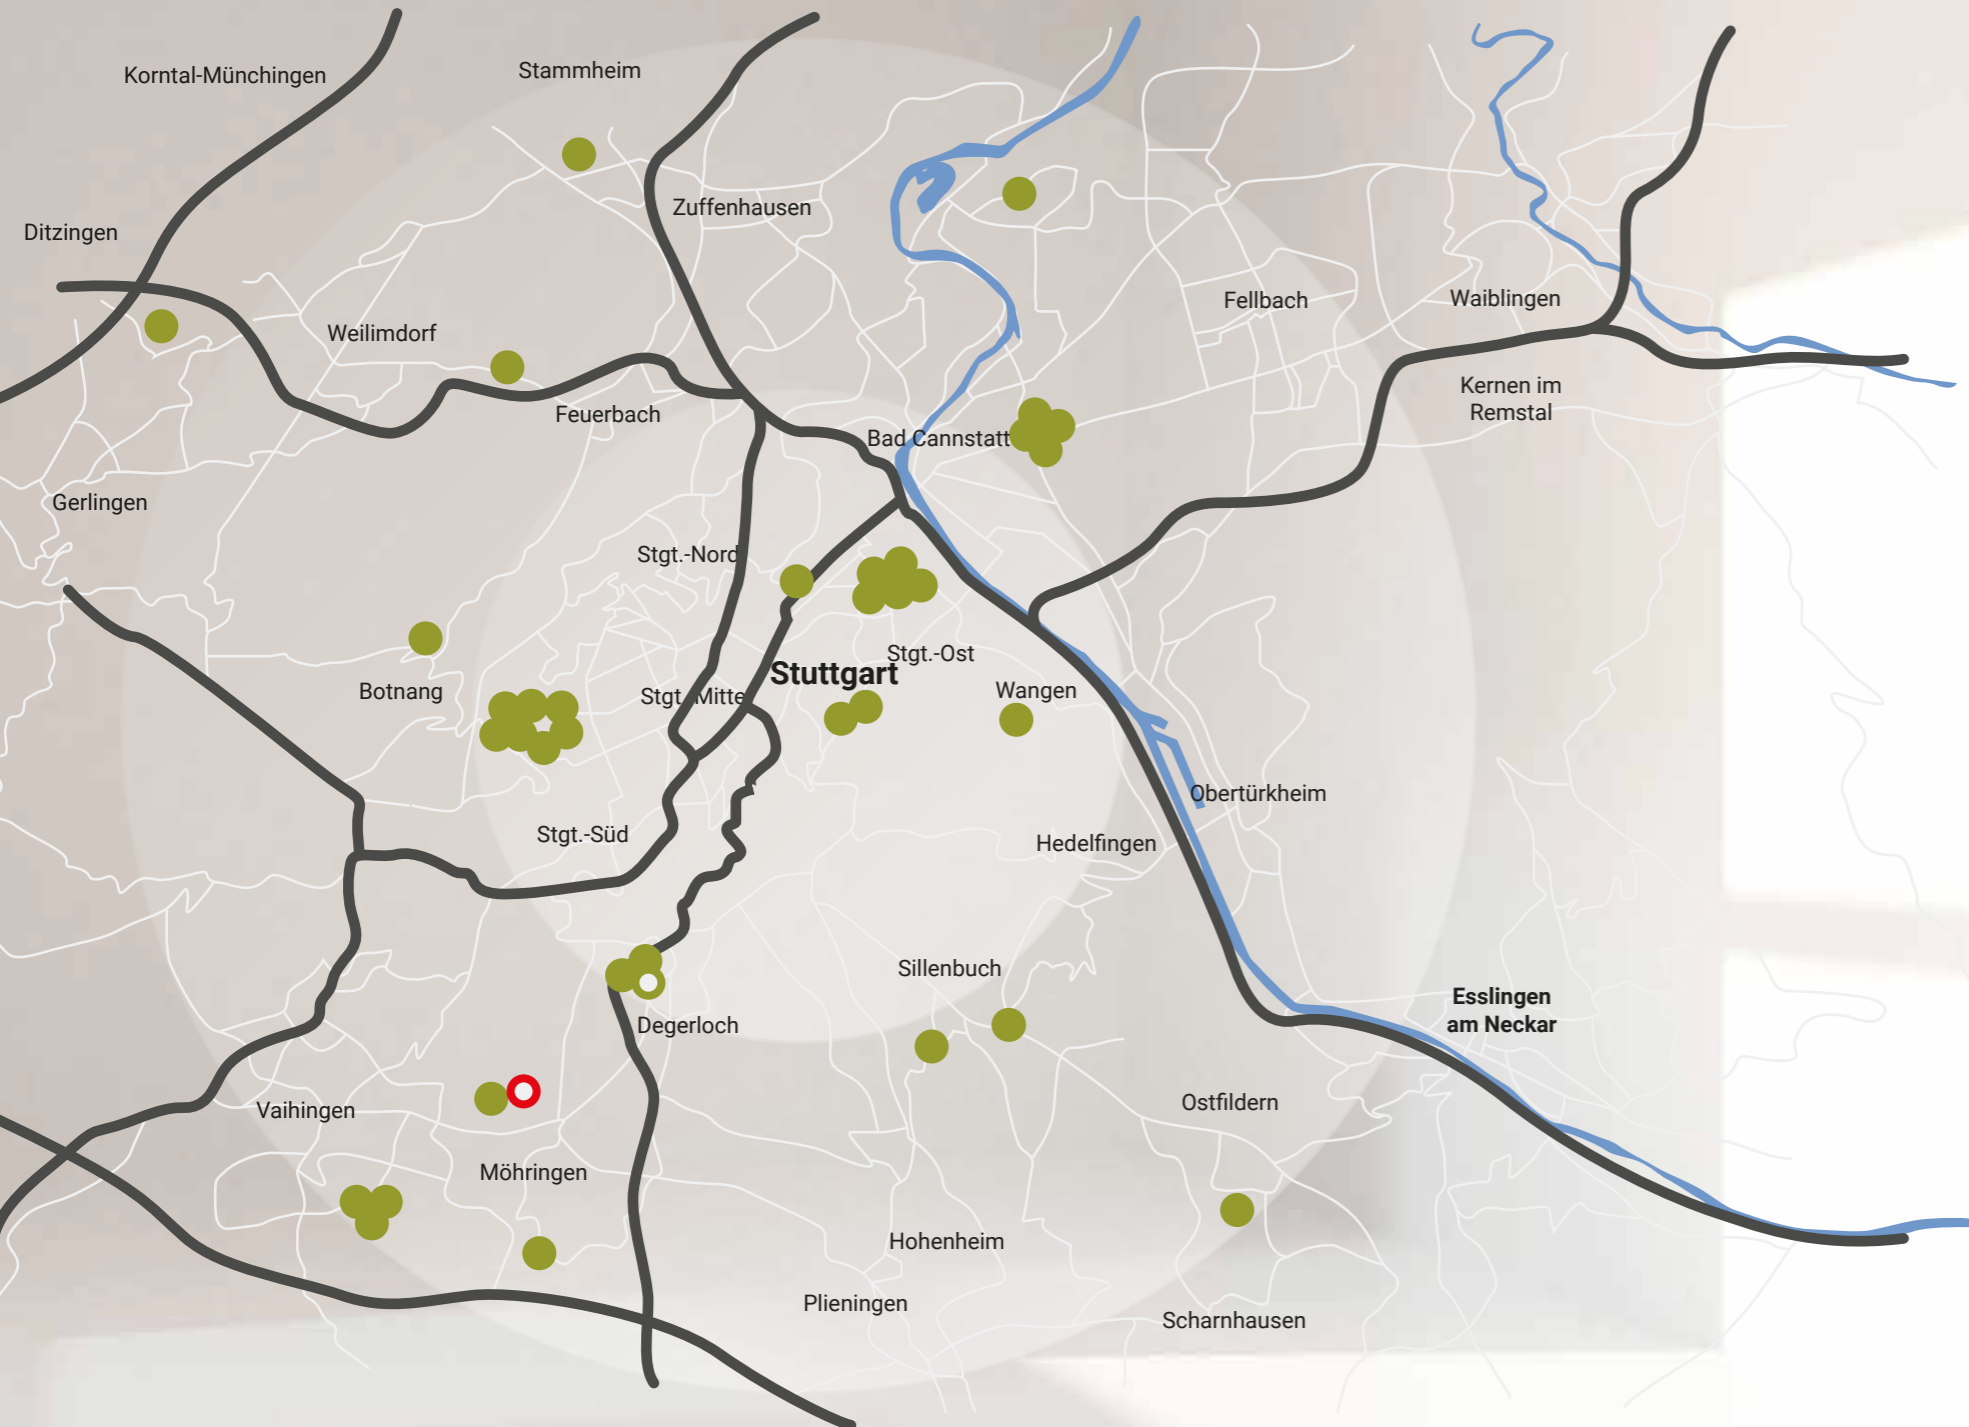 Korntal-Münchingen
Stammheim
Zuffenhausen
Ditzingen
Fellbach
Waiblingen
Weilimdorf
Kernen im
Remstal
Feuerbach
Bad Cannstatt
Gerlingen
Stgt.-Nord
Stgt.-Ost
Stuttgart
Botnang
Stgt.-Mitte
Wangen
Obertürkheim
Stgt.-Süd
Hedelfingen
Sillenbuch
Esslingen
am Neckar
Degerloch
Ostfildern
Vaihingen
Möhringen
Hohenheim
Plieningen
Scharnhausen